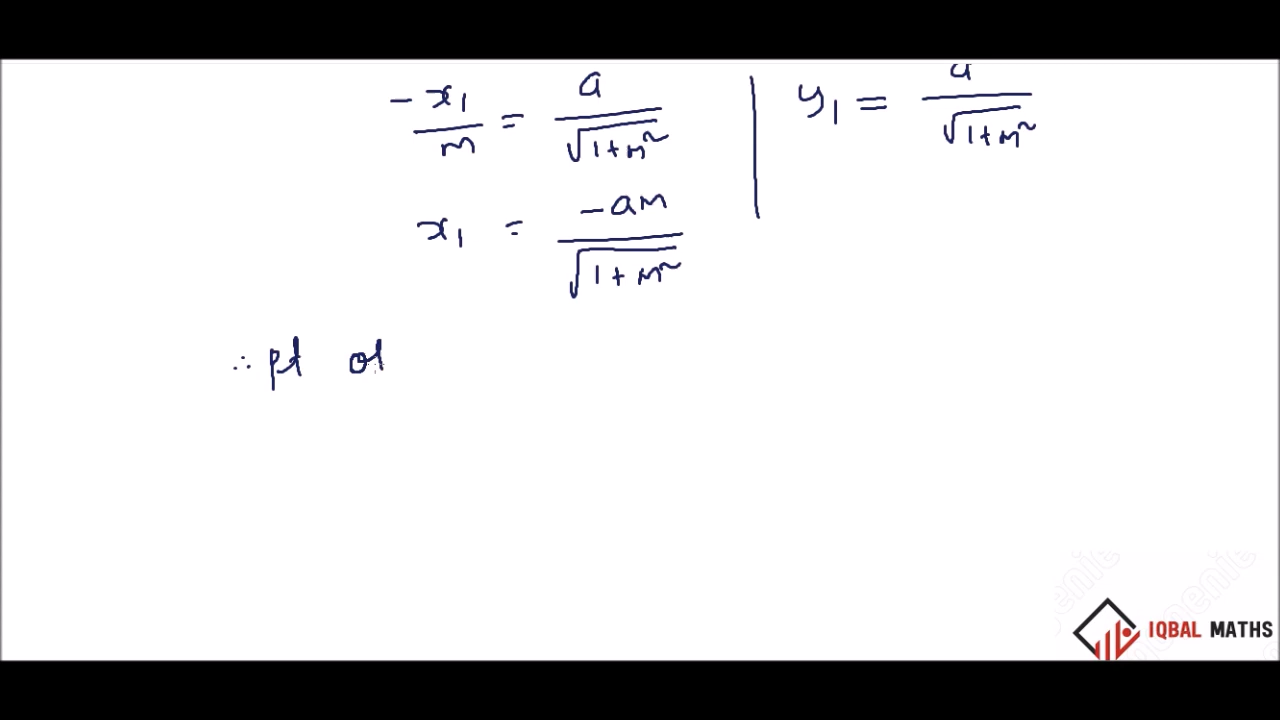 -x₁/m = a/√(1+m²) | y₁ = a/√(1+m²)
x₁ = -am/√(1+m²)
∴ pt of
IQBAL MATHS